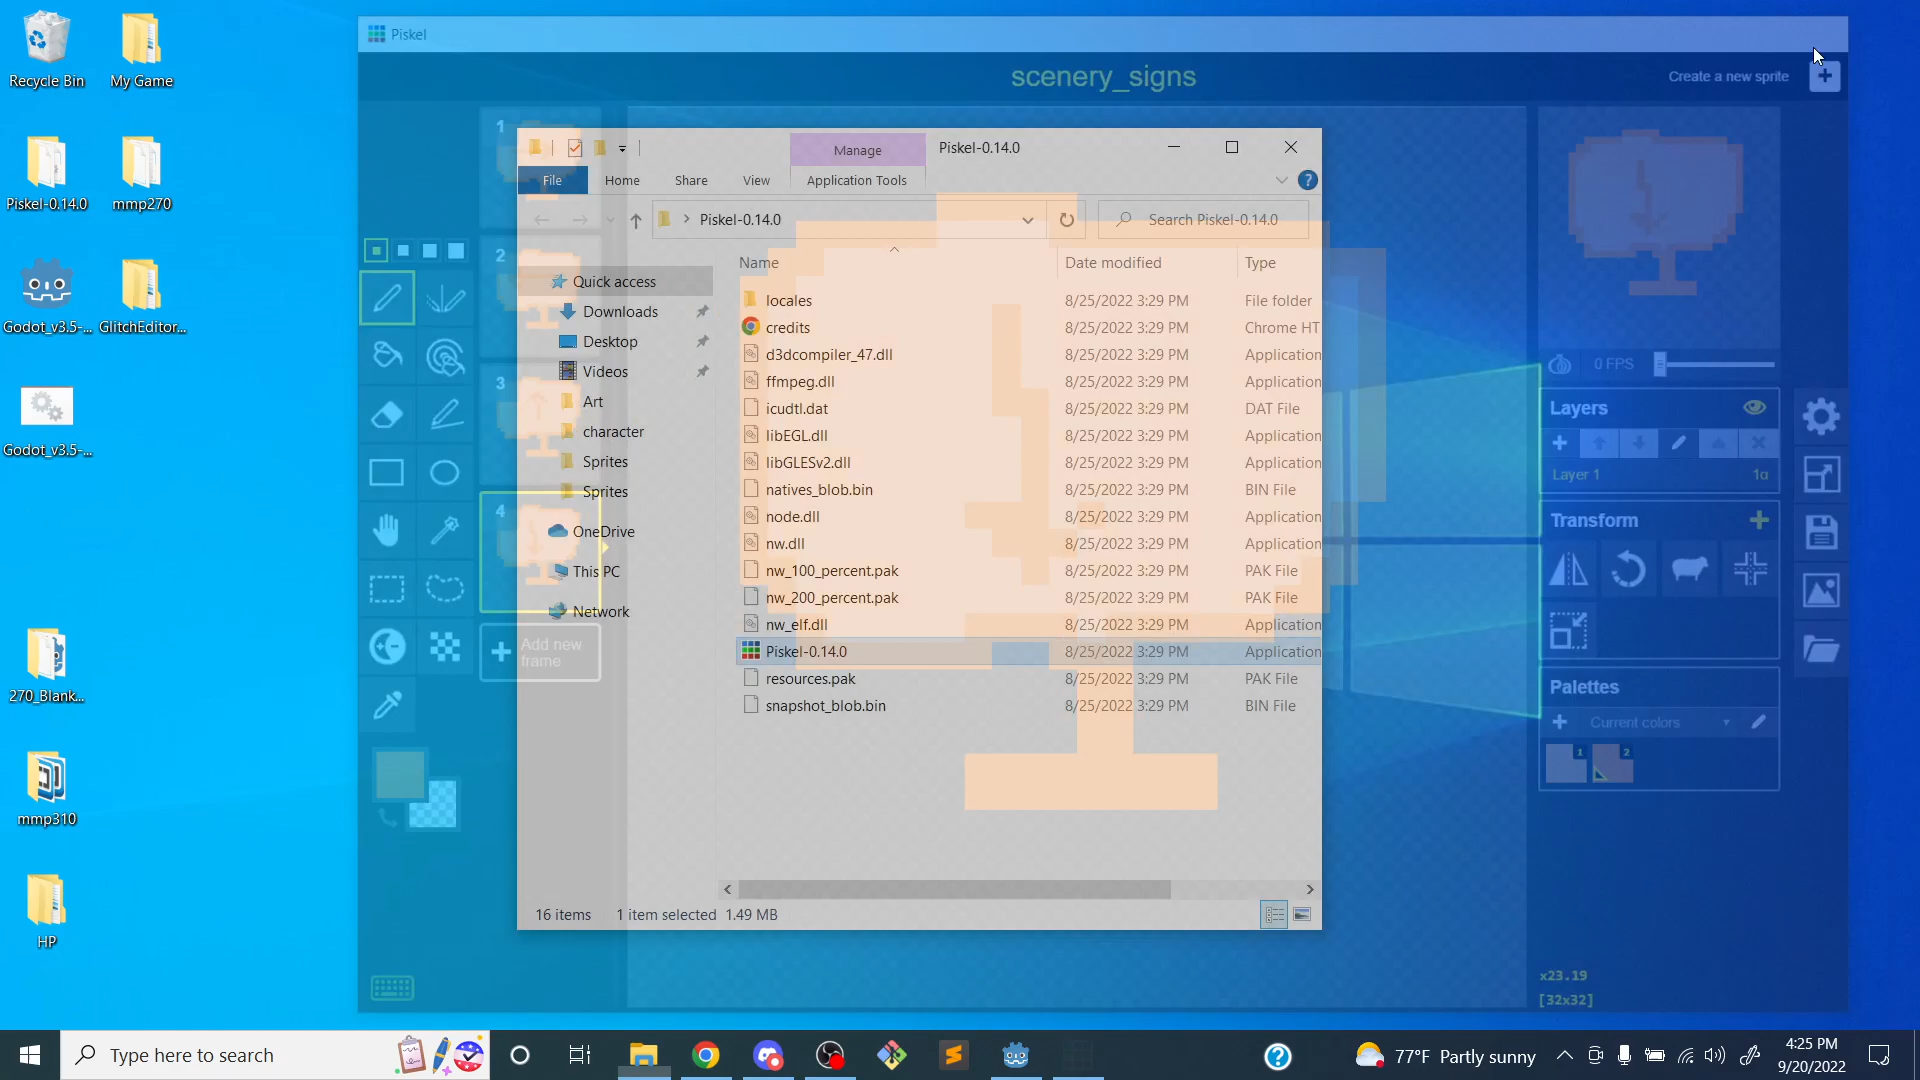 Recycle Bin
My Game
Piskel-0.14.0
mmp270
Godot_v3.5-...
GlitchEditor...
Godot_v3.5-...
270_Blank...
mmp310
HP
Piskel
scenery_signs
Create a new sprite
1
2
3
4
Add new
frame
Manage
Piskel-0.14.0
File
Home
Share
View
Application Tools
Piskel-0.14.0
Search Piskel-0.14.0
Quick access
Downloads
Desktop
Videos
Art
character
Sprites
Sprites
OneDrive
This PC
Network
Name
Date modified
Type
locales 8/25/2022 3:29 PM File folder
credits 8/25/2022 3:29 PM Chrome HT
d3dcompiler_47.dll 8/25/2022 3:29 PM Application
ffmpeg.dll 8/25/2022 3:29 PM Application
icudtl.dat 8/25/2022 3:29 PM DAT File
libEGL.dll 8/25/2022 3:29 PM Application
libGLESv2.dll 8/25/2022 3:29 PM Application
natives_blob.bin 8/25/2022 3:29 PM BIN File
node.dll 8/25/2022 3:29 PM Application
nw.dll 8/25/2022 3:29 PM Application
nw_100_percent.pak 8/25/2022 3:29 PM PAK File
nw_200_percent.pak 8/25/2022 3:29 PM PAK File
nw_elf.dll 8/25/2022 3:29 PM Application
Piskel-0.14.0 8/25/2022 3:29 PM Application
resources.pak 8/25/2022 3:29 PM PAK File
snapshot_blob.bin 8/25/2022 3:29 PM BIN File
16 items 1 item selected 1.49 MB
0 FPS
Layers
Layer 1 1α
Transform
Palettes
Current colors
1
2
x23.19
[32x32]
Type here to search
77°F Partly sunny
4:25 PM
9/20/2022